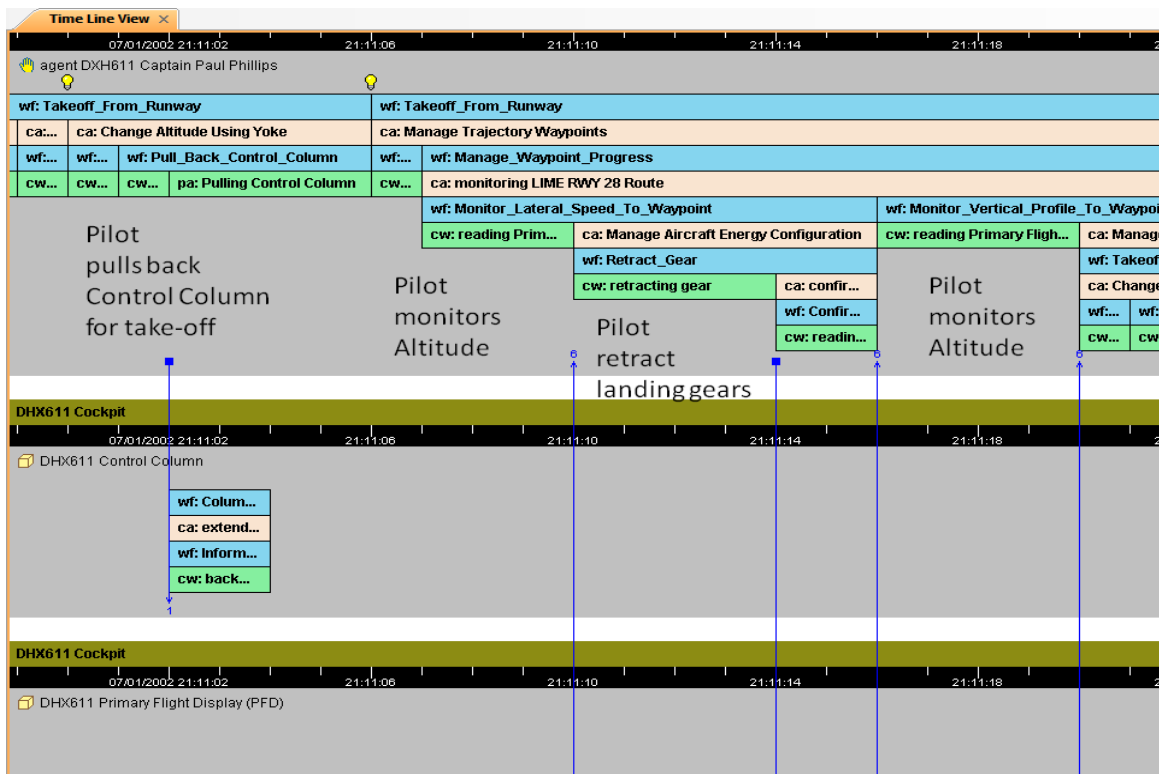 Time Line View
07/01/2002 21:11:02 21:11:06 21:11:10 21:11:14 21:11:18 2
agent DXH611 Captain Paul Phillips
wf: Takeoff_From_Runway wf: Takeoff_From_Runway
ca:... ca: Change Altitude Using Yoke ca: Manage Trajectory Waypoints
wf:... wf:... wf: Pull_Back_Control_Column wf:... wf: Manage_Waypoint_Progress
cw... cw... cw... pa: Pulling Control Column cw... ca: monitoring LIME RWY 28 Route
wf: Monitor_Lateral_Speed_To_Waypoint wf: Monitor_Vertical_Profile_To_Waypoi
cw: reading Prim... ca: Manage Aircraft Energy Configuration cw: reading Primary Fligh... ca: Manag
wf: Retract_Gear wf: Takeof
cw: retracting gear ca: confir... ca: Chang
wf: Confir... wf:... wf:
cw: readin... cw... cw
Pilot
pulls back
Control Column
for take-off
Pilot
monitors
Altitude
Pilot
retract
landing gears
Pilot
monitors
Altitude
6 6 6
DHX611 Cockpit
07/01/2002 21:11:02 21:11:06 21:11:10 21:11:14 21:11:18 2
DHX611 Control Column
wf: Colum...
ca: extend...
wf: Inform...
cw: back...
1
DHX611 Cockpit
07/01/2002 21:11:02 21:11:06 21:11:10 21:11:14 21:11:18 2
DHX611 Primary Flight Display (PFD)